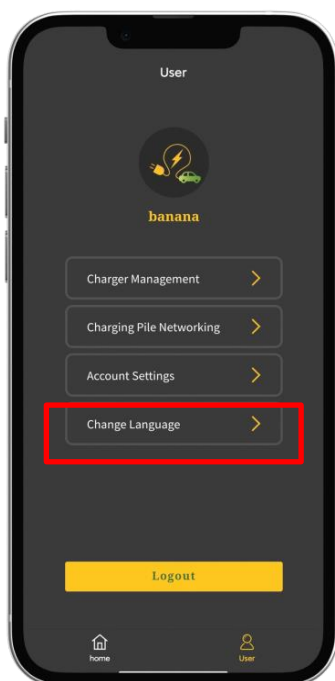 User
banana
Charger Management
Charging Pile Networking
Account Settings
Change Language
Logout
home
User